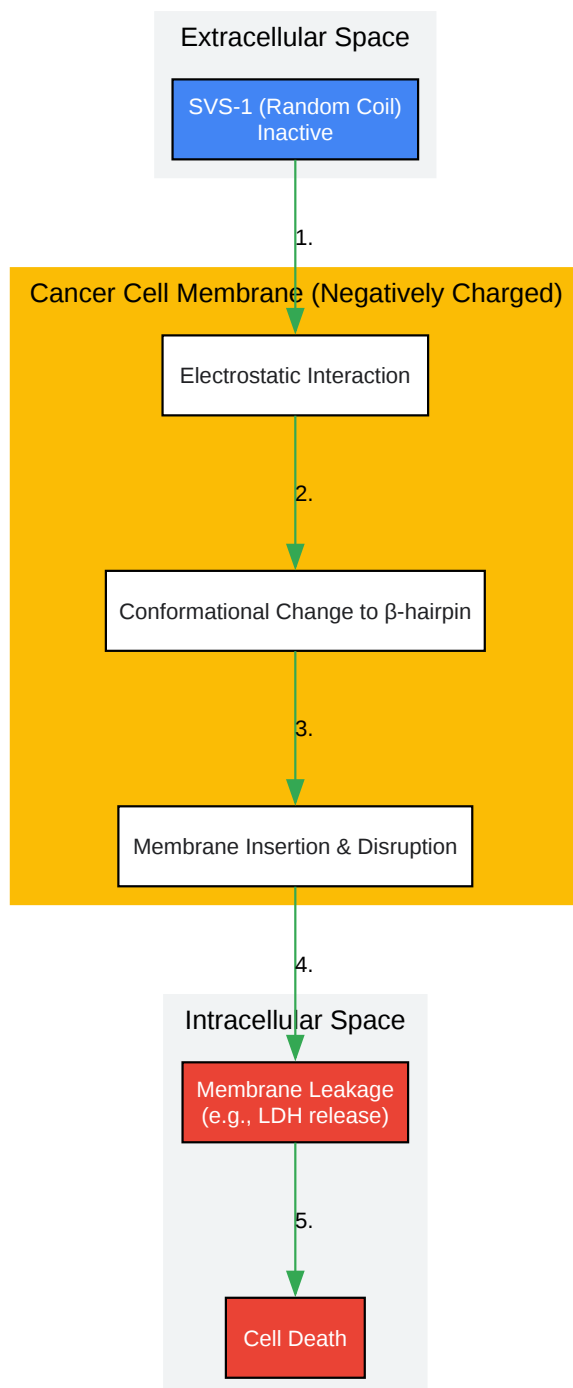 Extracellular Space
SVS-1 (Random Coil)
Inactive
1.
Cancer Cell Membrane (Negatively Charged)
Electrostatic Interaction
2.
Conformational Change to β-hairpin
3.
Membrane Insertion & Disruption
4.
Intracellular Space
Membrane Leakage
(e.g., LDH release)
5.
Cell Death